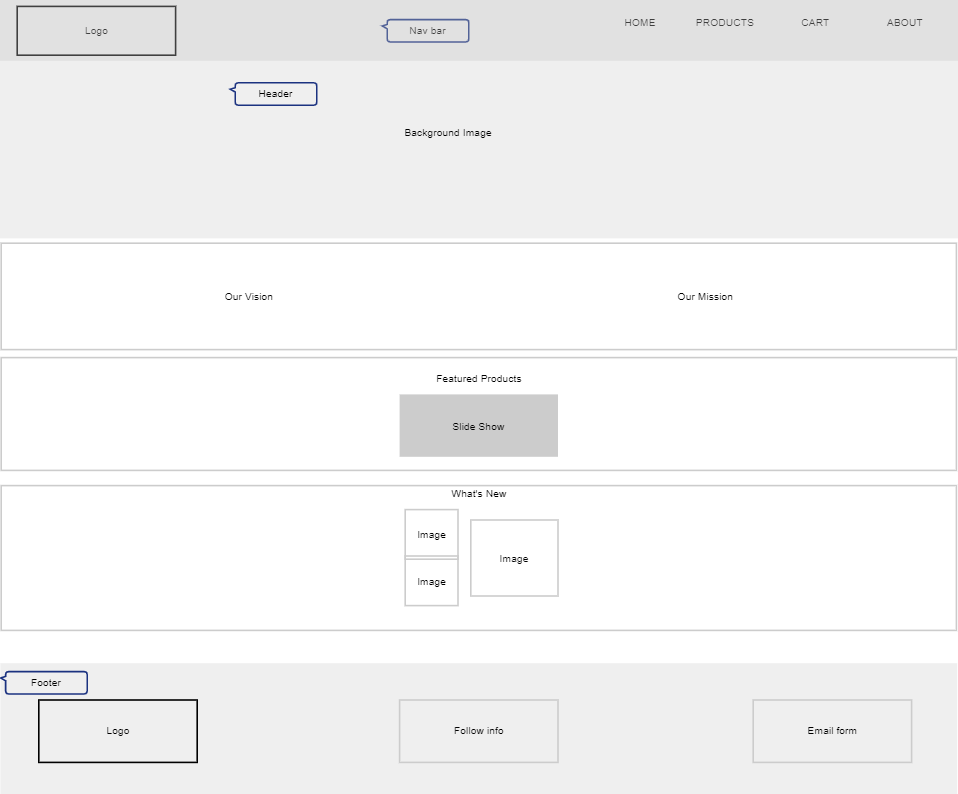 Logo
Nav bar
HOME PRODUCTS CART ABOUT
Header
Background Image
Our Vision
Our Mission
Featured Products
Slide Show
What's New
Image
Image
Image
Footer
Logo
Follow info
Email form